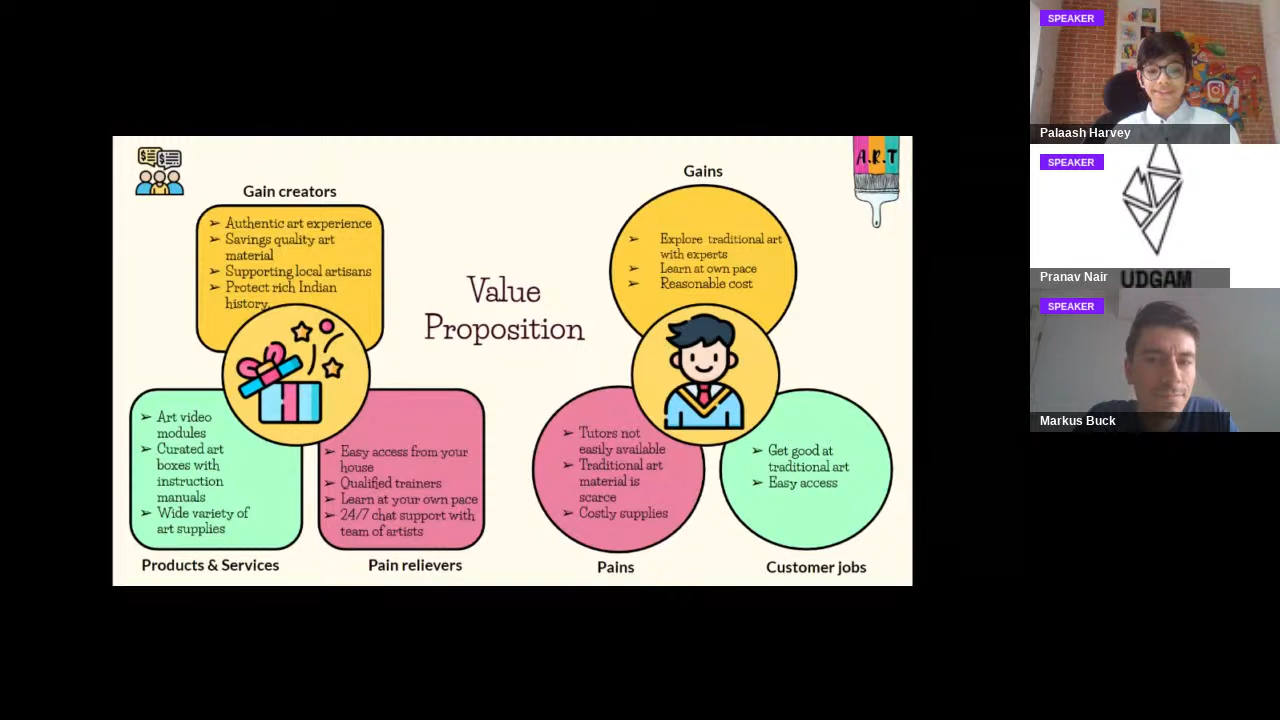 A.R.T
Gain creators
➢ Authentic art experience
➢ Savings quality art
material
➢ Supporting local artisans
➢ Protect rich Indian
history.
Value
Proposition
Gains
➢ Explore traditional art
with experts
➢ Learn at own pace
➢ Reasonable cost
➢ Art video
modules
➢ Curated art
boxes with
instruction
manuals
➢ Wide variety of
art supplies
Products & Services
➢ Easy access from your
house
➢ Qualified trainers
➢ Learn at your own pace
➢ 24/7 chat support with
team of artists
Pain relievers
➢ Tutors not
easily available
➢ Traditional art
material is
scarce
➢ Costly supplies
Pains
➢ Get good at
traditional art
➢ Easy access
Customer jobs
SPEAKER
Palaash Harvey
SPEAKER
Pranav Nair
UDGAM
SPEAKER
Markus Buck